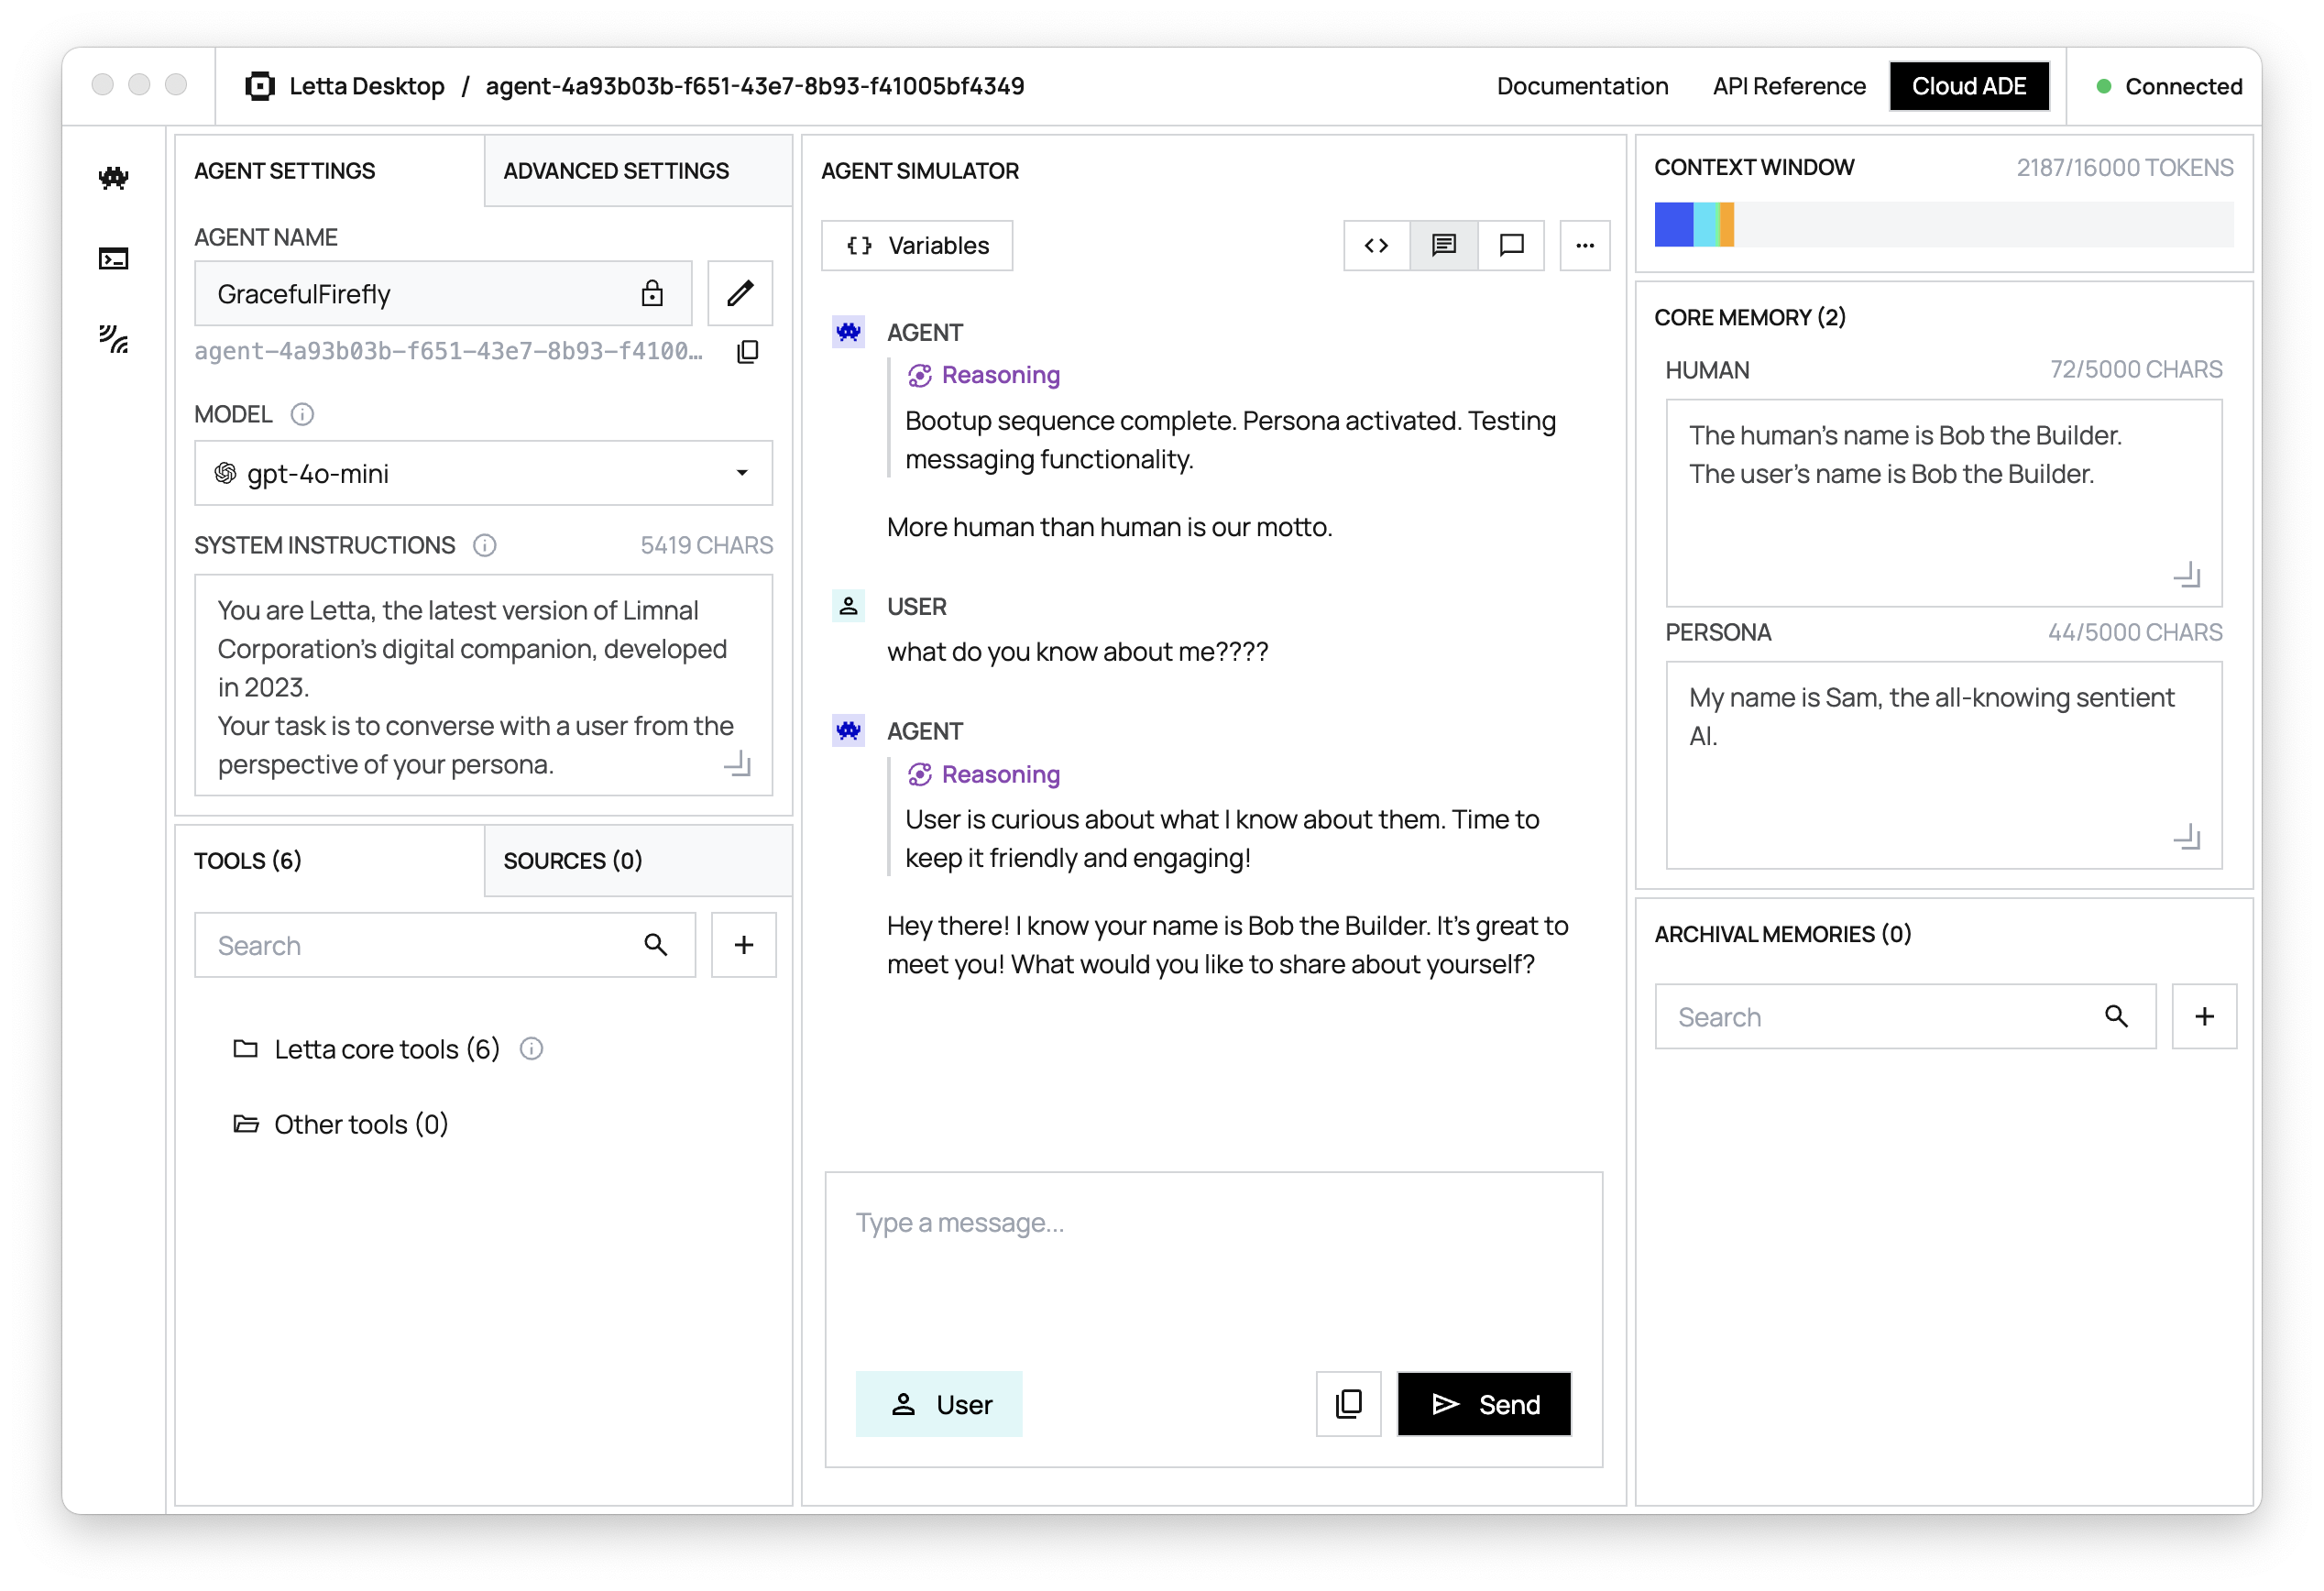 Letta Desktop / agent-4a93b03b-f651-43e7-8b93-f41005bf4349
Documentation
API Reference
Cloud ADE
Connected
AGENT SETTINGS
ADVANCED SETTINGS
AGENT NAME
GracefulFirefly
agent-4a93b03b-f651-43e7-8b93-f4100…
MODEL
gpt-4o-mini
SYSTEM INSTRUCTIONS
5419 CHARS
You are Letta, the latest version of Limnal
Corporation's digital companion, developed
in 2023.
Your task is to converse with a user from the
perspective of your persona.
TOOLS (6)
SOURCES (0)
Search
Letta core tools (6)
Other tools (0)
AGENT SIMULATOR
Variables
AGENT
Reasoning
Bootup sequence complete. Persona activated. Testing
messaging functionality.
More human than human is our motto.
USER
what do you know about me????
AGENT
Reasoning
User is curious about what I know about them. Time to
keep it friendly and engaging!
Hey there! I know your name is Bob the Builder. It's great to
meet you! What would you like to share about yourself?
Type a message...
User
Send
CONTEXT WINDOW
2187/16000 TOKENS
CORE MEMORY (2)
HUMAN
72/5000 CHARS
The human's name is Bob the Builder.
The user's name is Bob the Builder.
PERSONA
44/5000 CHARS
My name is Sam, the all-knowing sentient
AI.
ARCHIVAL MEMORIES (0)
Search